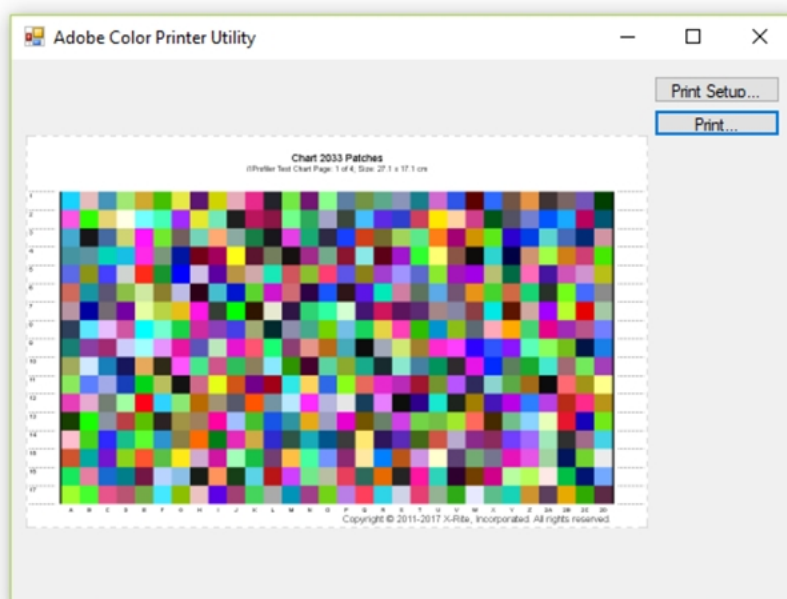 Adobe Color Printer Utility
Print Setup...
Print...
Chart 2033 Patches
i1Profiler Test Chart Page: 1 of 4, Size: 27.1 x 17.1 cm
1
2
3
4
5
6
7
8
9
10
11
12
13
14
15
16
17
A B C D E F G H I J K L M N O P Q R S T U V W X Y Z 2A 2B 2C 2D
Copyright © 2011-2017 X-Rite, Incorporated. All rights reserved.